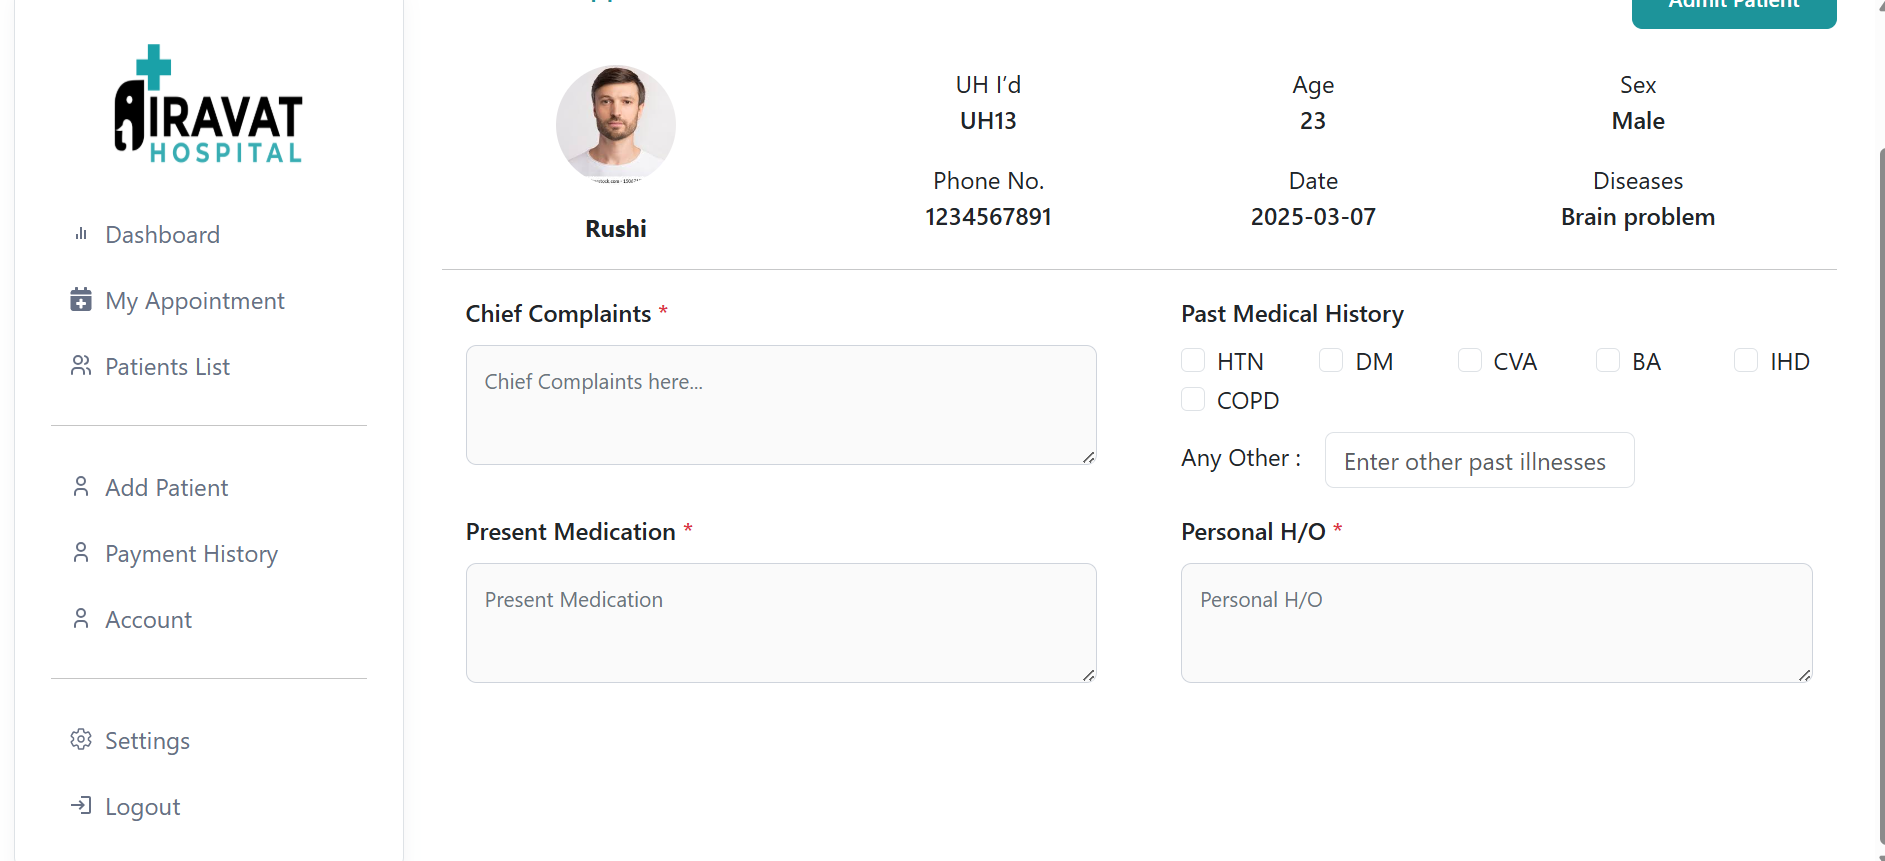 Admit Patient
IRAVAT
HOSPITAL
Dashboard
My Appointment
Patients List
Add Patient
Payment History
Account
Settings
Logout
Rushi
UH I’d
UH13
Age
23
Sex
Male
Phone No.
1234567891
Date
2025-03-07
Diseases
Brain problem
Chief Complaints *
Chief Complaints here...
Past Medical History
HTN DM CVA BA IHD
COPD
Any Other : Enter other past illnesses
Present Medication *
Present Medication
Personal H/O *
Personal H/O